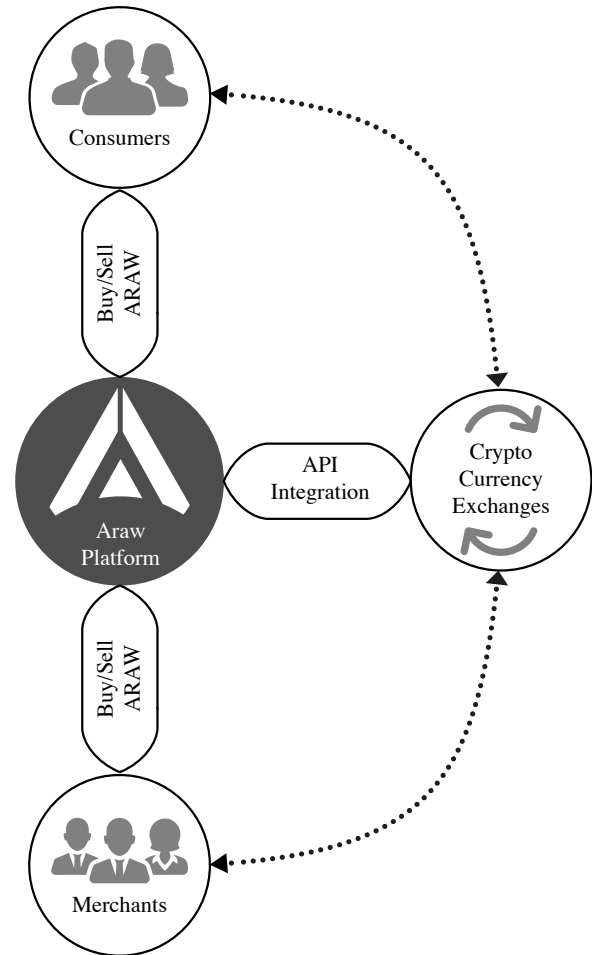 Consumers
Buy/Sell
ARAW
Araw
Platform
API
Integration
Crypto
Currency
Exchanges
Buy/Sell
ARAW
Merchants